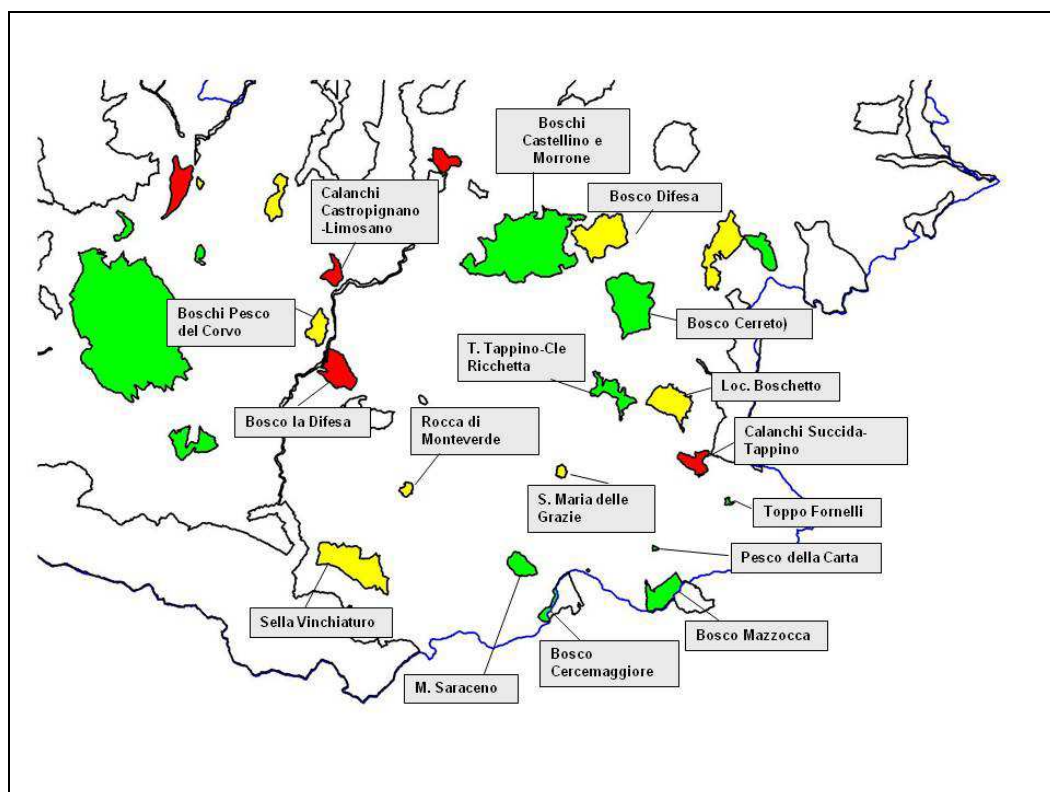 Boschi
Castellino e
Morrone
Calanchi
Castropignano
-Limosano
Bosco Difesa
Boschi Pesco
del Corvo
Bosco Cerreto)
T. Tappino-Cle
Ricchetta
Loc. Boschetto
Bosco la Difesa
Rocca di
Monteverde
Calanchi Succida-
Tappino
S. Maria delle
Grazie
Toppo Fornelli
Pesco della Carta
Sella Vinchiaturo
Bosco Mazzocca
Bosco
Cercemaggiore
M. Saraceno